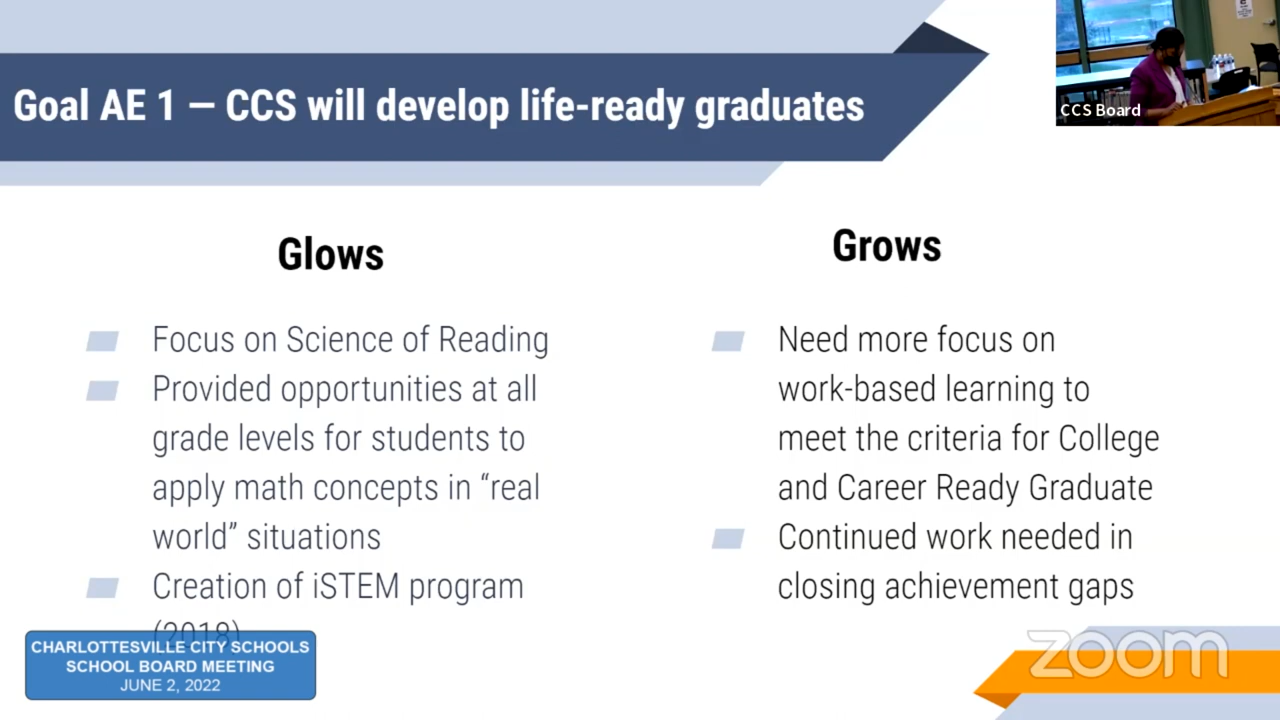 Goal AE 1 – CCS will develop life-ready graduates
CCS Board
Glows
Focus on Science of Reading
Provided opportunities at all
grade levels for students to
apply math concepts in “real
world” situations
Creation of iSTEM program
(2018)
Grows
Need more focus on
work-based learning to
meet the criteria for College
and Career Ready Graduate
Continued work needed in
closing achievement gaps
CHARLOTTESVILLE CITY SCHOOLS
SCHOOL BOARD MEETING
JUNE 2, 2022
zoom